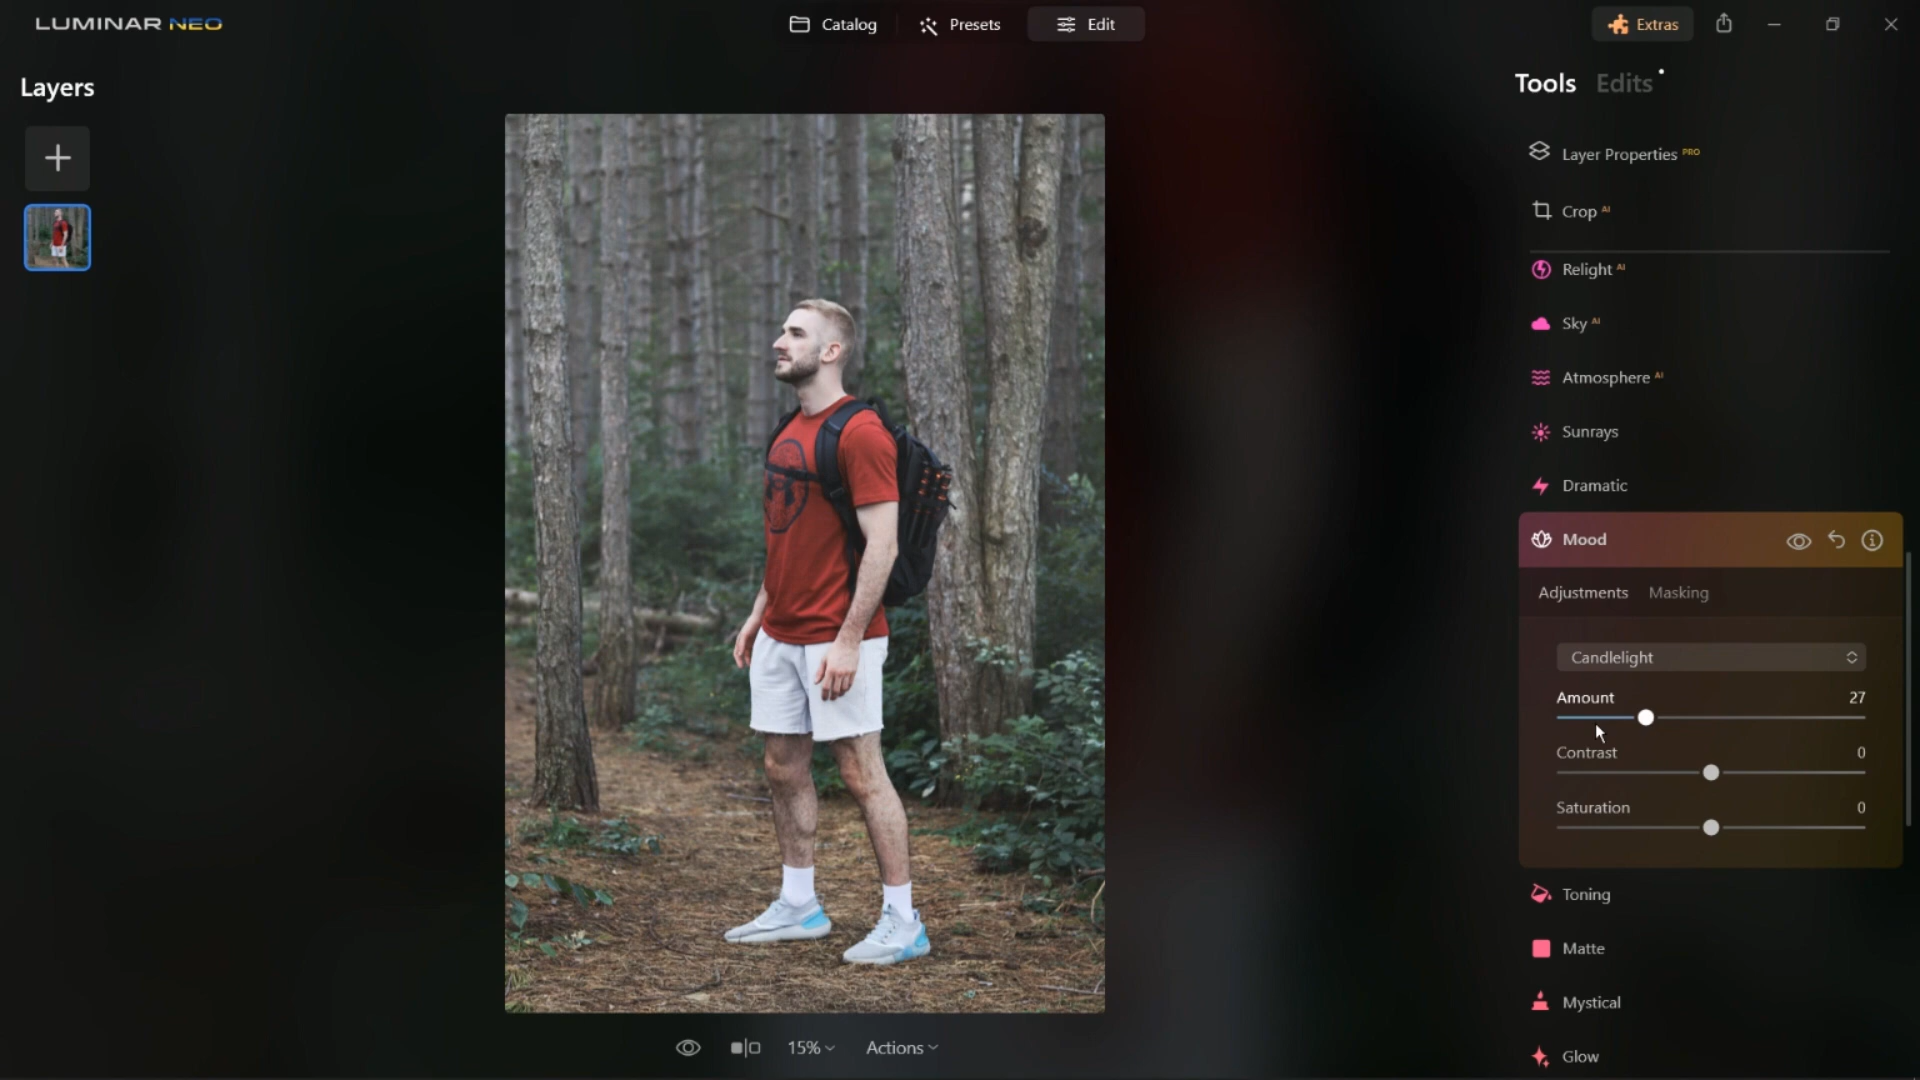 LUMINAR NEO
Catalog
Presets
Edit
Extras
Layers
Tools
Edits
Layer Properties PRO
Crop AI
Relight AI
Sky AI
Atmosphere AI
Sunrays
Dramatic
Mood
Adjustments
Masking
Candlelight
Amount 27
Contrast 0
Saturation 0
Toning
Matte
Mystical
Glow
15%
Actions